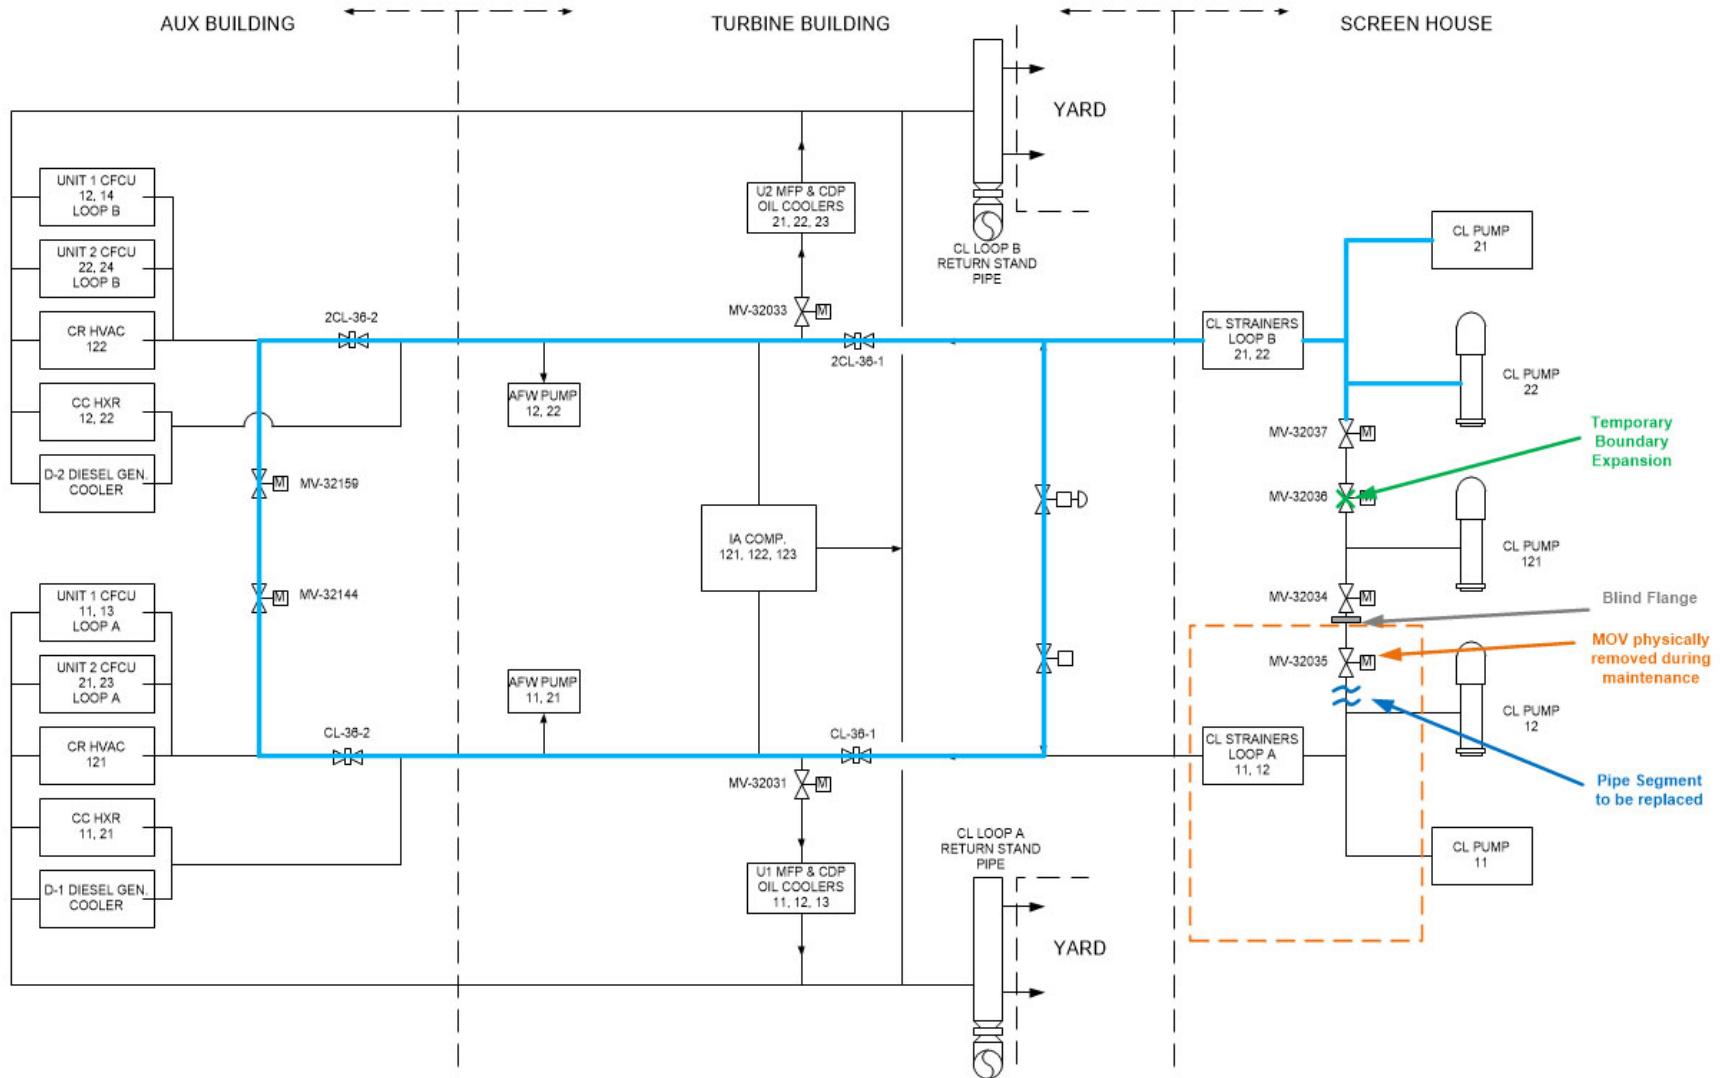 AUX BUILDING
TURBINE BUILDING
SCREEN HOUSE
YARD
UNIT 1 CFCU
12, 14
LOOP B
UNIT 2 CFCU
22, 24
LOOP B
CR HVAC
122
CC HXR
12, 22
D-2 DIESEL GEN.
COOLER
2CL-36-2
MV-32159
MV-32144
UNIT 1 CFCU
11, 13
LOOP A
UNIT 2 CFCU
21, 23
LOOP A
CR HVAC
121
CC HXR
11, 21
D-1 DIESEL GEN.
COOLER
CL-36-2
U2 MFP & CDP
OIL COOLERS
21, 22, 23
MV-32033
M
2CL-36-1
AFW PUMP
12, 22
M
M
IA COMP.
121, 122, 123
AFW PUMP
11, 21
CL-36-1
MV-32031
M
U1 MFP & CDP
OIL COOLERS
11, 12, 13
CL LOOP B
RETURN STAND
PIPE
CL LOOP A
RETURN STAND
PIPE
YARD
CL STRAINERS
LOOP B
21, 22
CL PUMP
21
CL PUMP
22
MV-32037
M
MV-32036
M
CL PUMP
121
MV-32034
M
MV-32035
M
CL PUMP
12
CL STRAINERS
LOOP A
11, 12
CL PUMP
11
Temporary
Boundary
Expansion
Blind Flange
MOV physically
removed during
maintenance
Pipe Segment
to be replaced